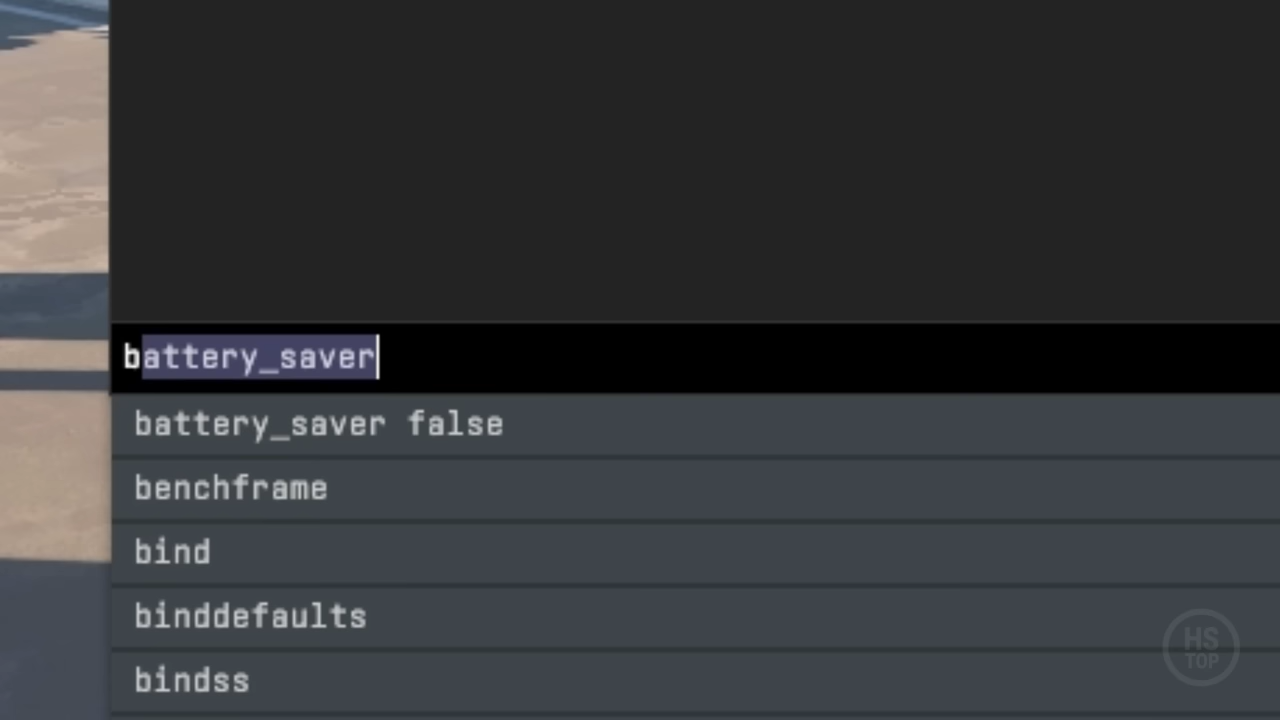 battery_saver
battery_saver false
benchframe
bind
binddefaults
bindss
HS
TOP